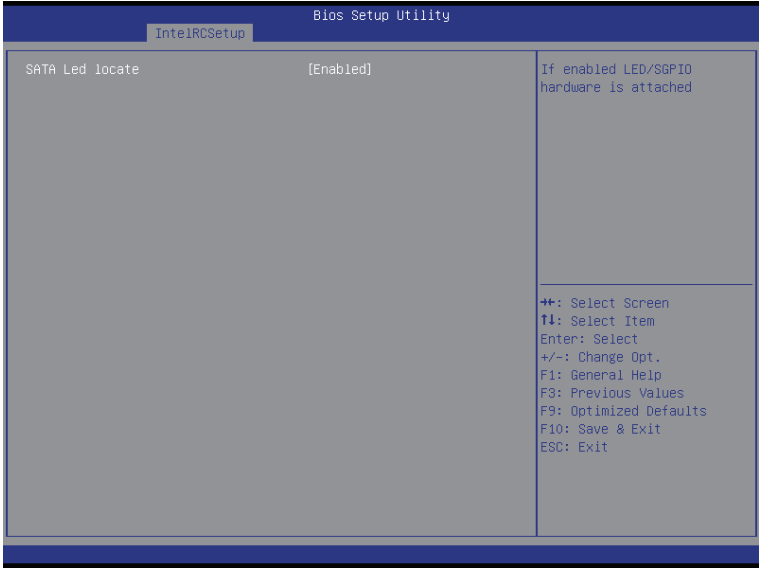 Bios Setup Utility
IntelRCSetup
SATA Led locate [Enabled]
If enabled LED/SGPIO
hardware is attached
→←: Select Screen
↑↓: Select Item
Enter: Select
+/-: Change Opt.
F1: General Help
F3: Previous Values
F9: Optimized Defaults
F10: Save & Exit
ESC: Exit